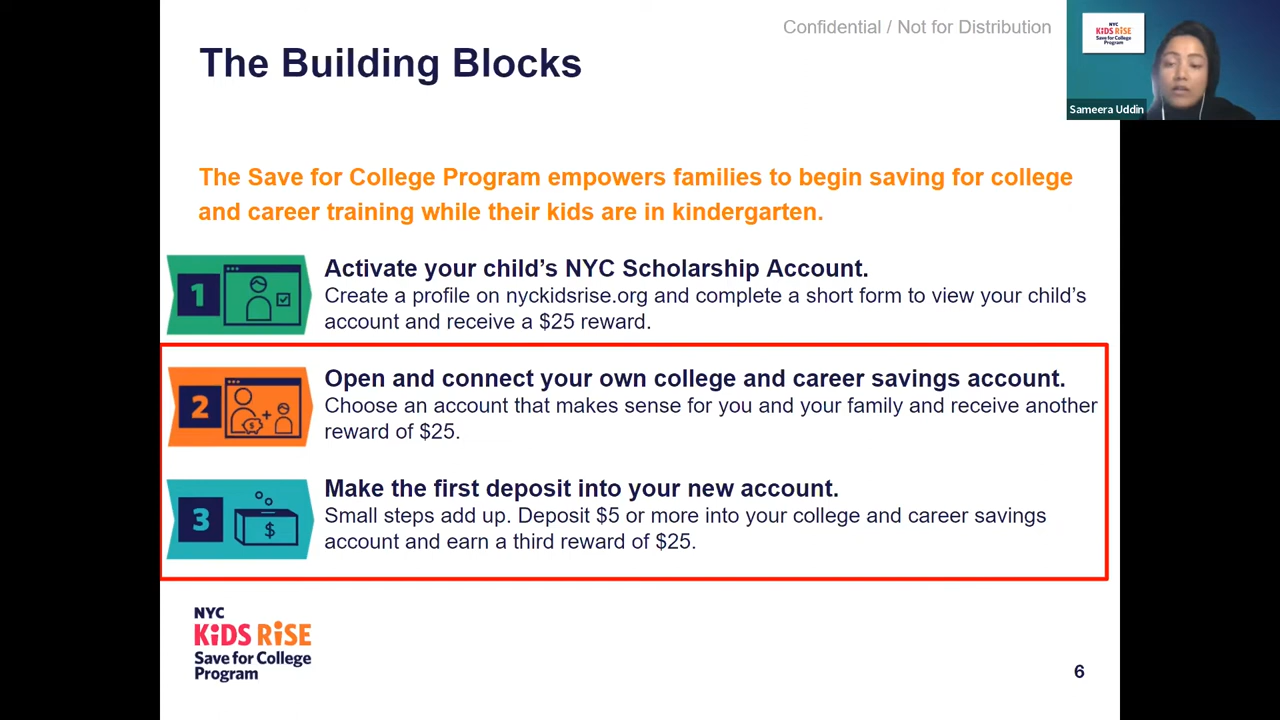 Confidential / Not for Distribution
The Building Blocks
NYC
KiDS RiSE
Save for College
Program
Sameera Uddin
The Save for College Program empowers families to begin saving for college
and career training while their kids are in kindergarten.
1
Activate your child's NYC Scholarship Account.
Create a profile on nyckidsrise.org and complete a short form to view your child's
account and receive a $25 reward.
2
$
Open and connect your own college and career savings account.
Choose an account that makes sense for you and your family and receive another
reward of $25.
3
$
Make the first deposit into your new account.
Small steps add up. Deposit $5 or more into your college and career savings
account and earn a third reward of $25.
NYC
KiDS RiSE
Save for College
Program
6